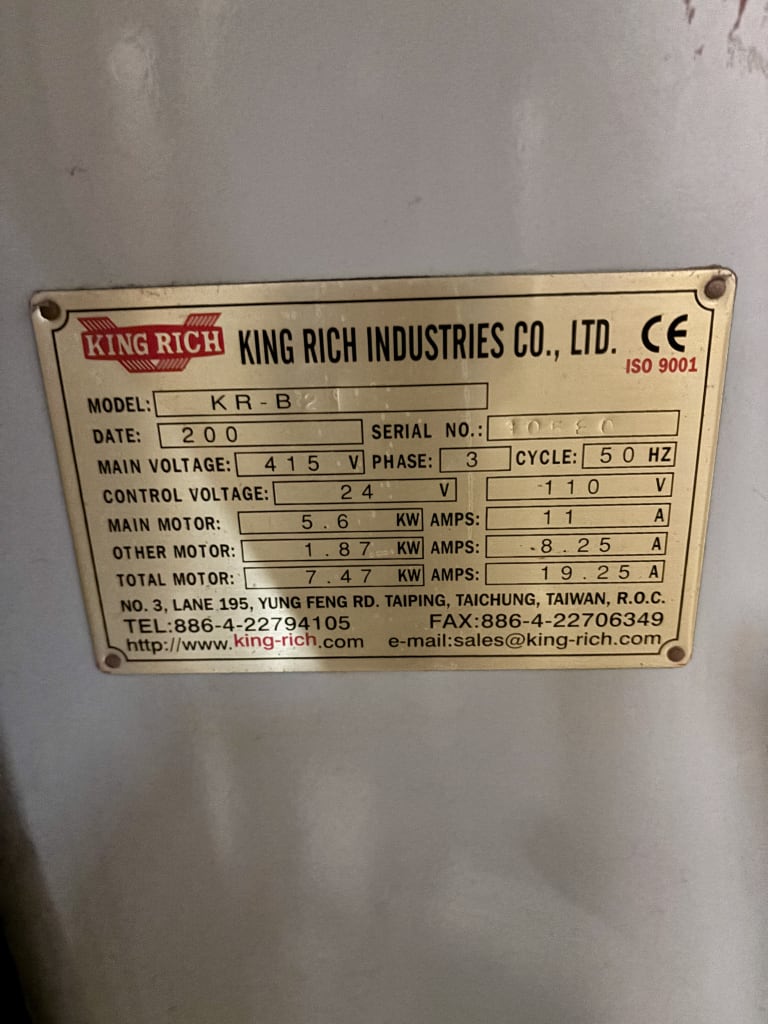 KING RICH KING RICH INDUSTRIES CO., LTD. CE
ISO 9001
MODEL: KR-B
DATE: 200 SERIAL NO.:
MAIN VOLTAGE: 415 V PHASE: 3 CYCLE: 50 HZ
CONTROL VOLTAGE: 24 V 110 V
MAIN MOTOR: 5.6 KW AMPS: 11 A
OTHER MOTOR: 1.87 KW AMPS: 8.25 A
TOTAL MOTOR: 7.47 KW AMPS: 19.25 A
NO. 3, LANE 195, YUNG FENG RD. TAIPING, TAICHUNG, TAIWAN, R.O.C.
TEL:886-4-22794105 FAX:886-4-22706349
http://www.king-rich.com e-mail:sales@king-rich.com